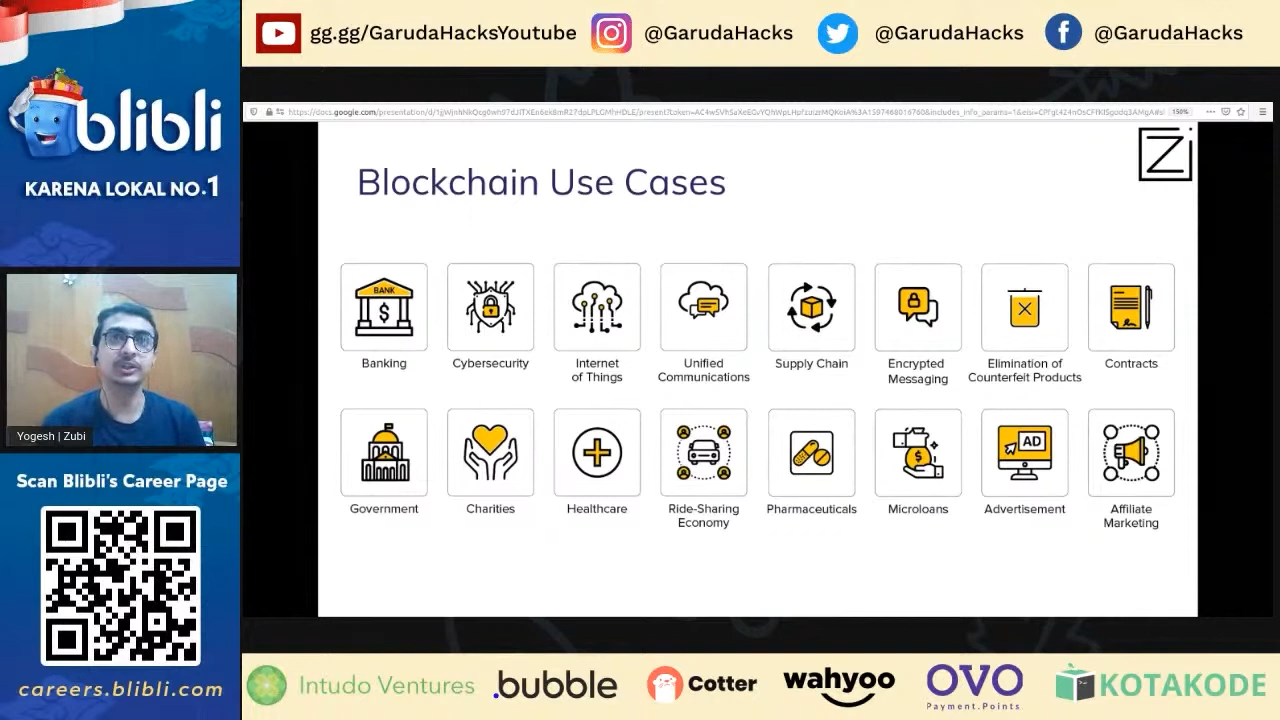 gg.gg/GarudaHacksYoutube
@GarudaHacks
@GarudaHacks
@GarudaHacks
blibli
KARENA LOKAL NO.1
Zi
Blockchain Use Cases
BANK
Banking
Cybersecurity
Internet
of Things
Unified
Communications
Supply Chain
Encrypted
Messaging
Elimination of
Counterfeit Products
Contracts
Government
Charities
Healthcare
Ride-Sharing
Economy
Pharmaceuticals
Microloans
AD
Advertisement
Affiliate
Marketing
Yogesh | Zubi
Scan Blibli's Career Page
careers.blibli.com
Intudo Ventures
.bubble
Cotter
wahyoo
OVO
Payment.Points
KOTAKODE
150%